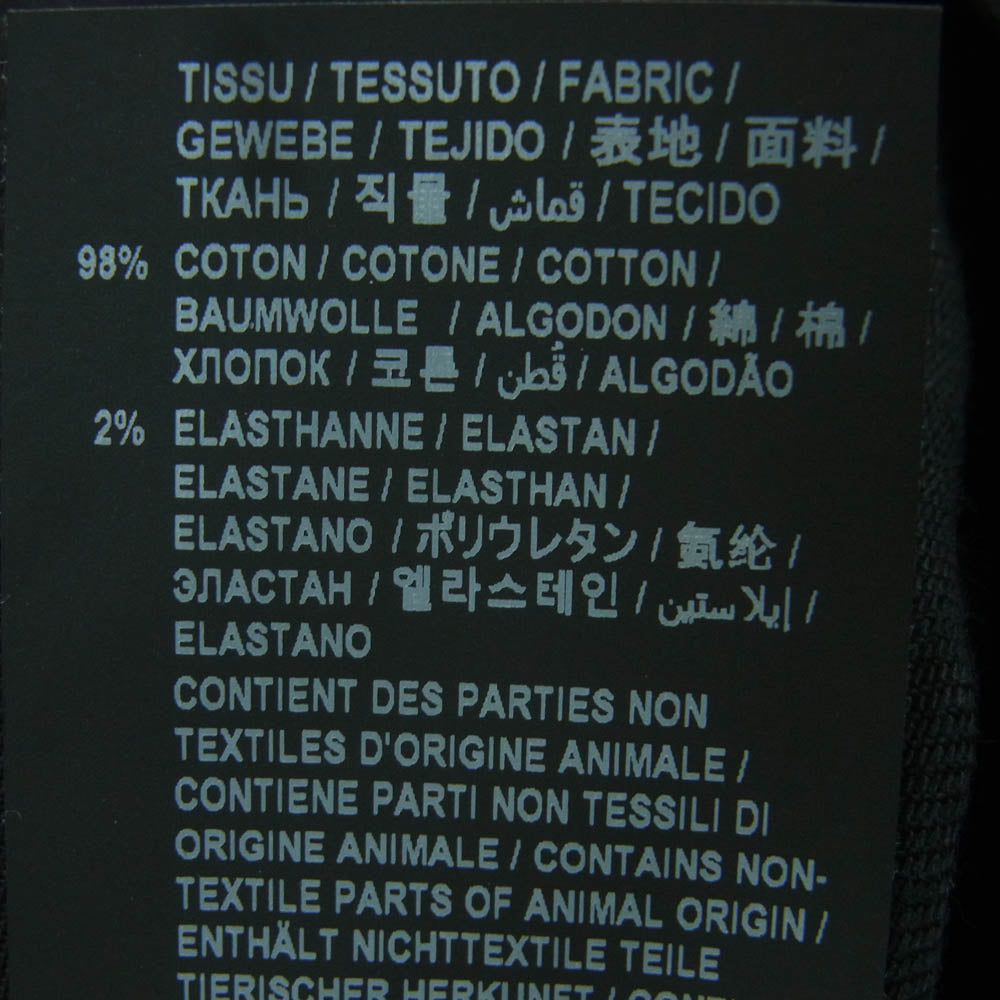 TISSU / TESSUTO / FABRIC /
GEWEBE / TEJIDO / 表地 / 面料 /
ТКАНЬ / 직물 / قماش / TECIDO
98% COTON / COTONE / COTTON /
BAUMWOLLE / ALGODON / 綿 / 棉 /
ХЛОПОК / 코튼 / قُطن / ALGODÃO
2% ELASTHANNE / ELASTAN /
ELASTANE / ELASTHAN /
ELASTANO / ポリウレタン / 氨纶 /
ЭЛАСТАН / 엘라스테인 / إيلاستين /
ELASTANO
CONTIENT DES PARTIES NON
TEXTILES D'ORIGINE ANIMALE /
CONTIENE PARTI NON TESSILI DI
ORIGINE ANIMALE / CONTAINS NON-
TEXTILE PARTS OF ANIMAL ORIGIN /
ENTHÄLT NICHTTEXTILE TEILE
TIERISCHER HERKUNFT /